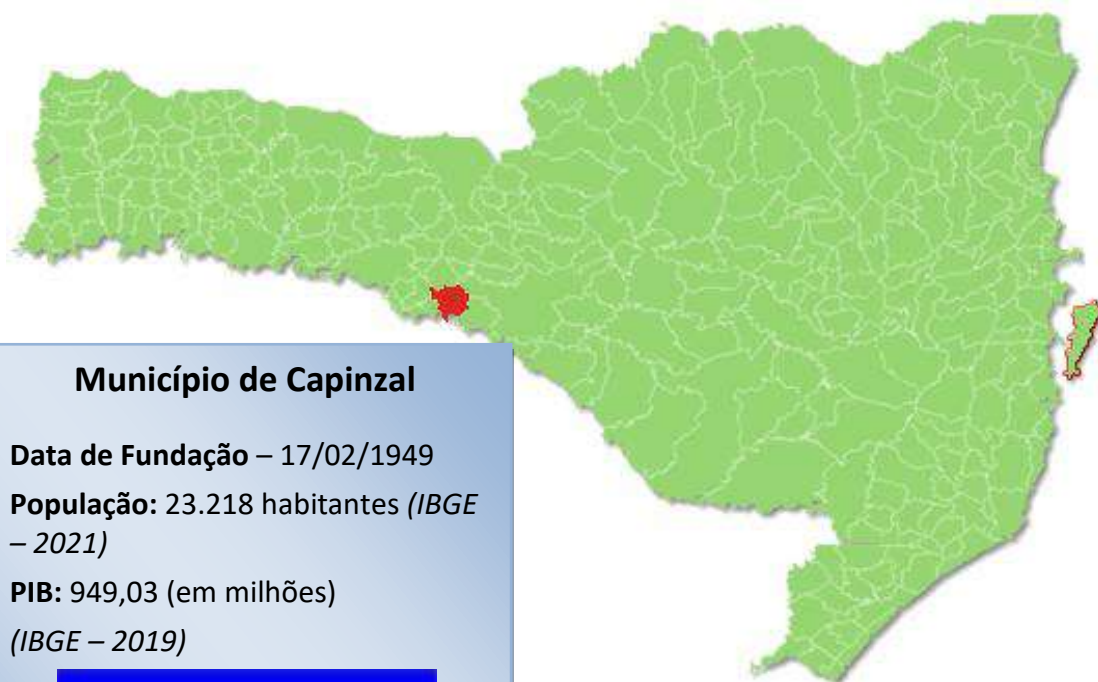 Município de Capinzal
Data de Fundação – 17/02/1949
População: 23.218 habitantes (IBGE
– 2021)
PIB: 949,03 (em milhões)
(IBGE – 2019)